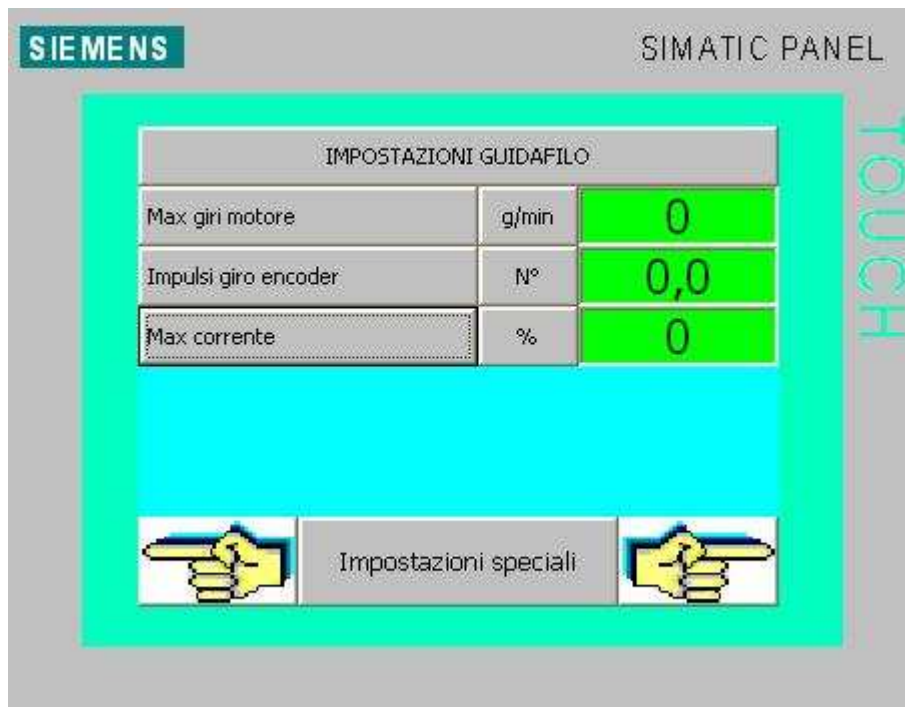 SIEMENS
SIMATIC PANEL
TOUCH
IMPOSTAZIONI GUIDAFILO
Max giri motore g/min 0
Impulsi giro encoder N° 0,0
Max corrente % 0
Impostazioni speciali